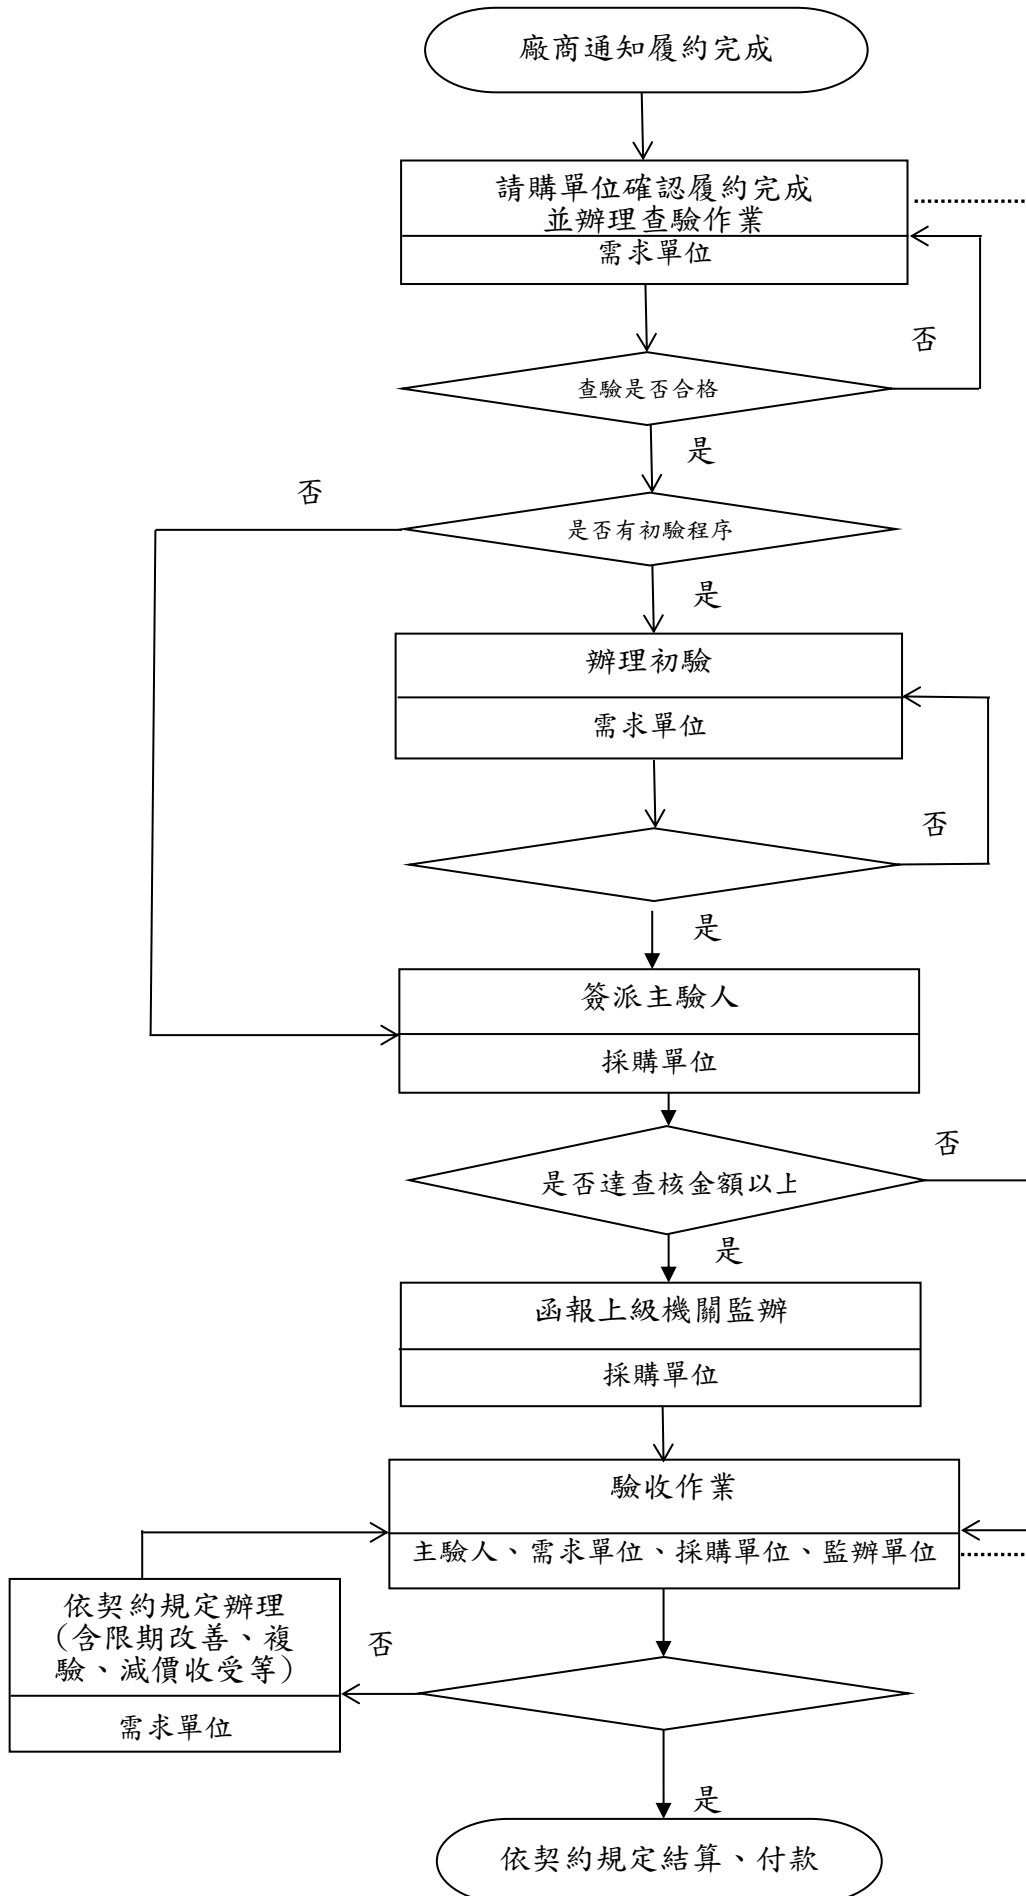 廠商通知履約完成
請購單位確認履約完成
並辦理查驗作業
需求單位
否
查驗是否合格
是
否
是否有初驗程序
是
辦理初驗
需求單位
否
是
簽派主驗人
採購單位
否
是否達查核金額以上
是
函報上級機關監辦
採購單位
驗收作業
主驗人、需求單位、採購單位、監辦單位
依契約規定辦理
(含限期改善、複
驗、減價收受等)
需求單位
否
是
依契約規定結算、付款